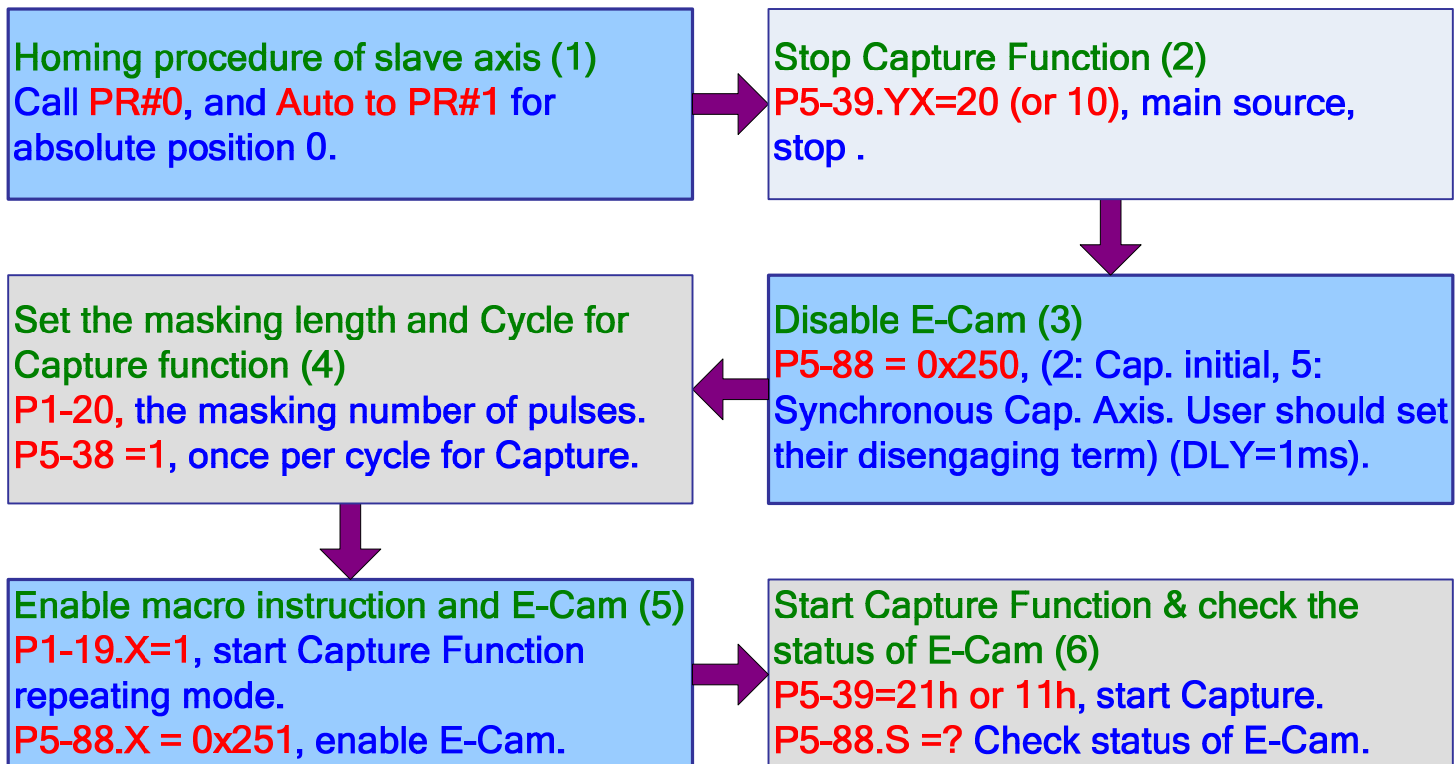 Homing procedure of slave axis (1)
Call PR#0, and Auto to PR#1 for
absolute position 0.
Stop Capture Function (2)
P5-39.YX=20 (or 10), main source,
stop .
Disable E-Cam (3)
P5-88 = 0x250, (2: Cap. initial, 5:
Synchronous Cap. Axis. User should set
their disengaging term) (DLY=1ms).
Set the masking length and Cycle for
Capture function (4)
P1-20, the masking number of pulses.
P5-38 =1, once per cycle for Capture.
Enable macro instruction and E-Cam (5)
P1-19.X=1, start Capture Function
repeating mode.
P5-88.X = 0x251, enable E-Cam.
Start Capture Function & check the
status of E-Cam (6)
P5-39=21h or 11h, start Capture.
P5-88.S =? Check status of E-Cam.